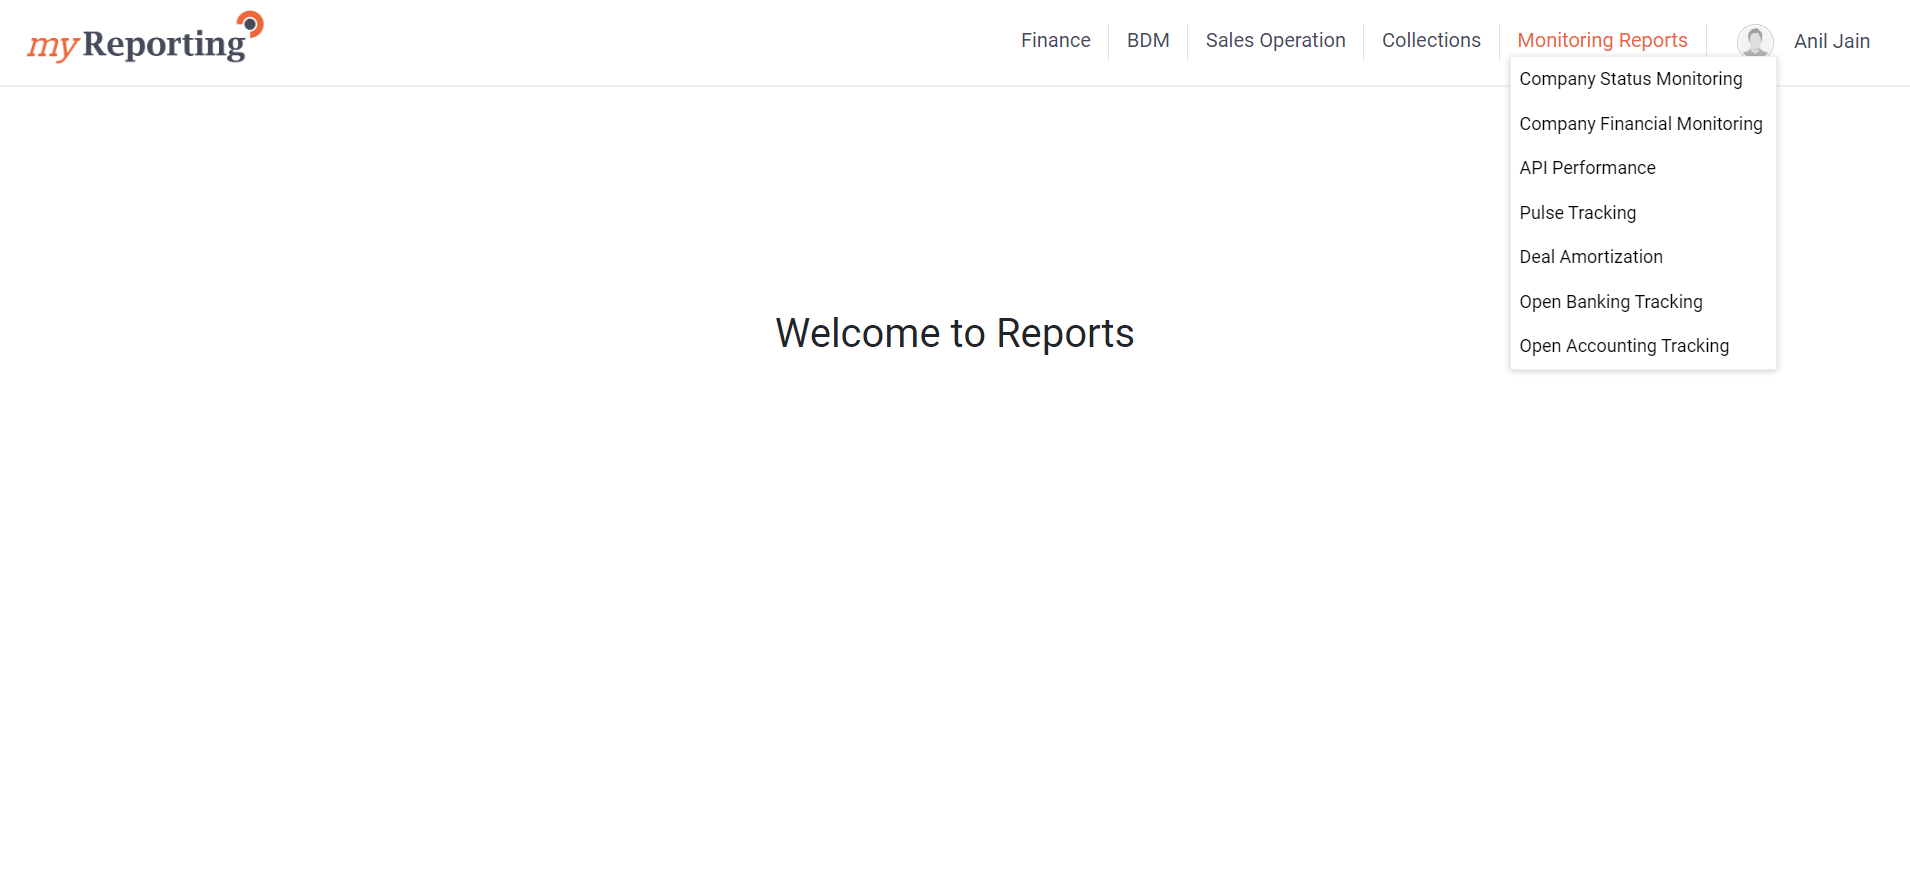 myReporting
Finance
BDM
Sales Operation
Collections
Monitoring Reports
Anil Jain
Company Status Monitoring
Company Financial Monitoring
API Performance
Pulse Tracking
Deal Amortization
Open Banking Tracking
Open Accounting Tracking
Welcome to Reports